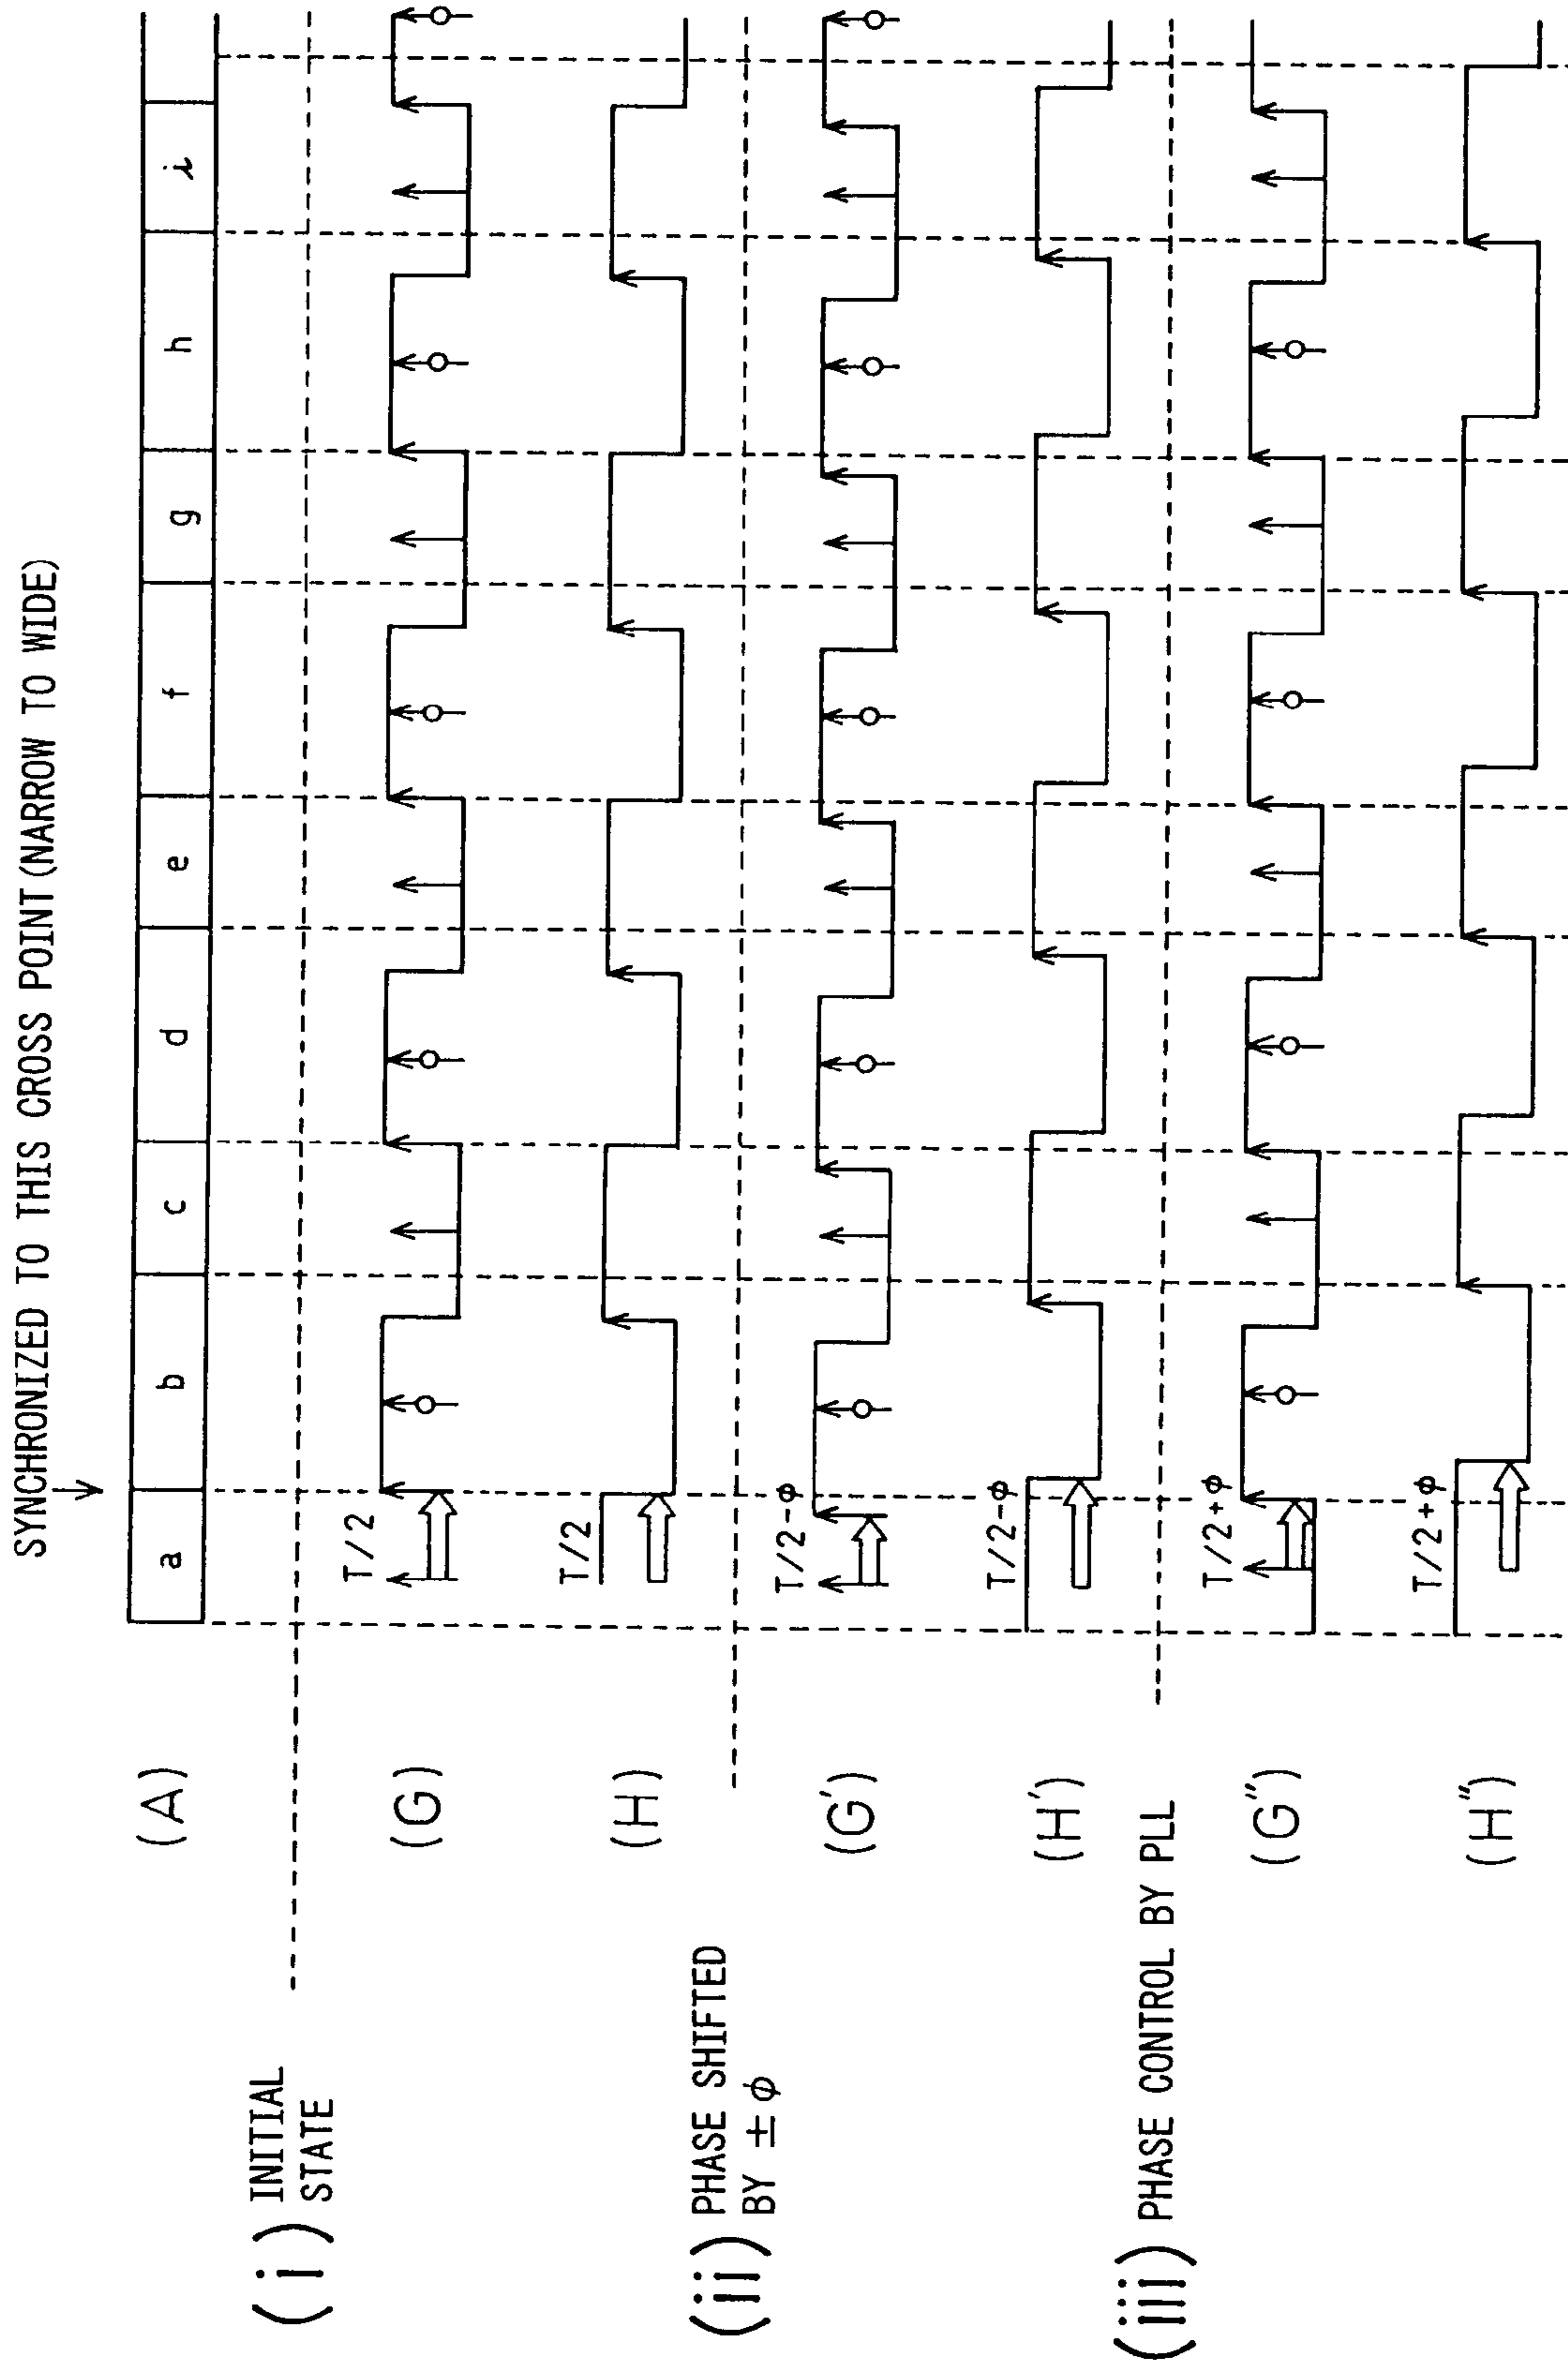 SYNCHRONIZED TO THIS CROSS POINT (NARROW TO WIDE)
(A)
a b c d e f g h i
(i) INITIAL
STATE
(G)
T/2
(H)
T/2
(ii) PHASE SHIFTED
BY ±φ
(G')
T/2-φ
(H')
T/2-φ
(iii) PHASE CONTROL BY PLL
(G")
T/2+φ
(H")
T/2+φ